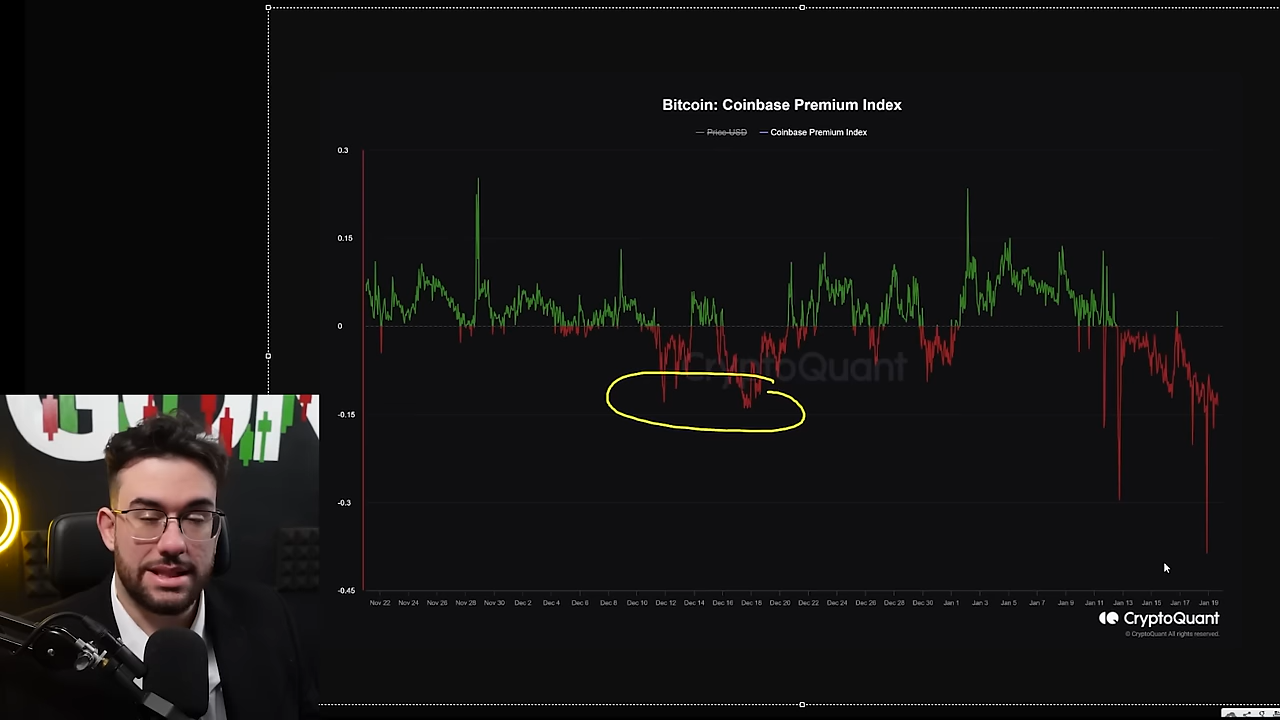 Bitcoin: Coinbase Premium Index
Price USD Coinbase Premium Index
0.3
0.15
0
-0.15
-0.3
-0.45
CryptoQuant
Nov 22 Nov 24 Nov 26 Nov 28 Nov 30 Dec 2 Dec 4 Dec 6 Dec 8 Dec 10 Dec 12 Dec 14 Dec 16 Dec 18 Dec 20 Dec 22 Dec 24 Dec 26 Dec 28 Dec 30 Jan 1 Jan 3 Jan 5 Jan 7 Jan 9 Jan 11 Jan 13 Jan 15 Jan 17 Jan 19
CryptoQuant
© CryptoQuant All rights reserved.